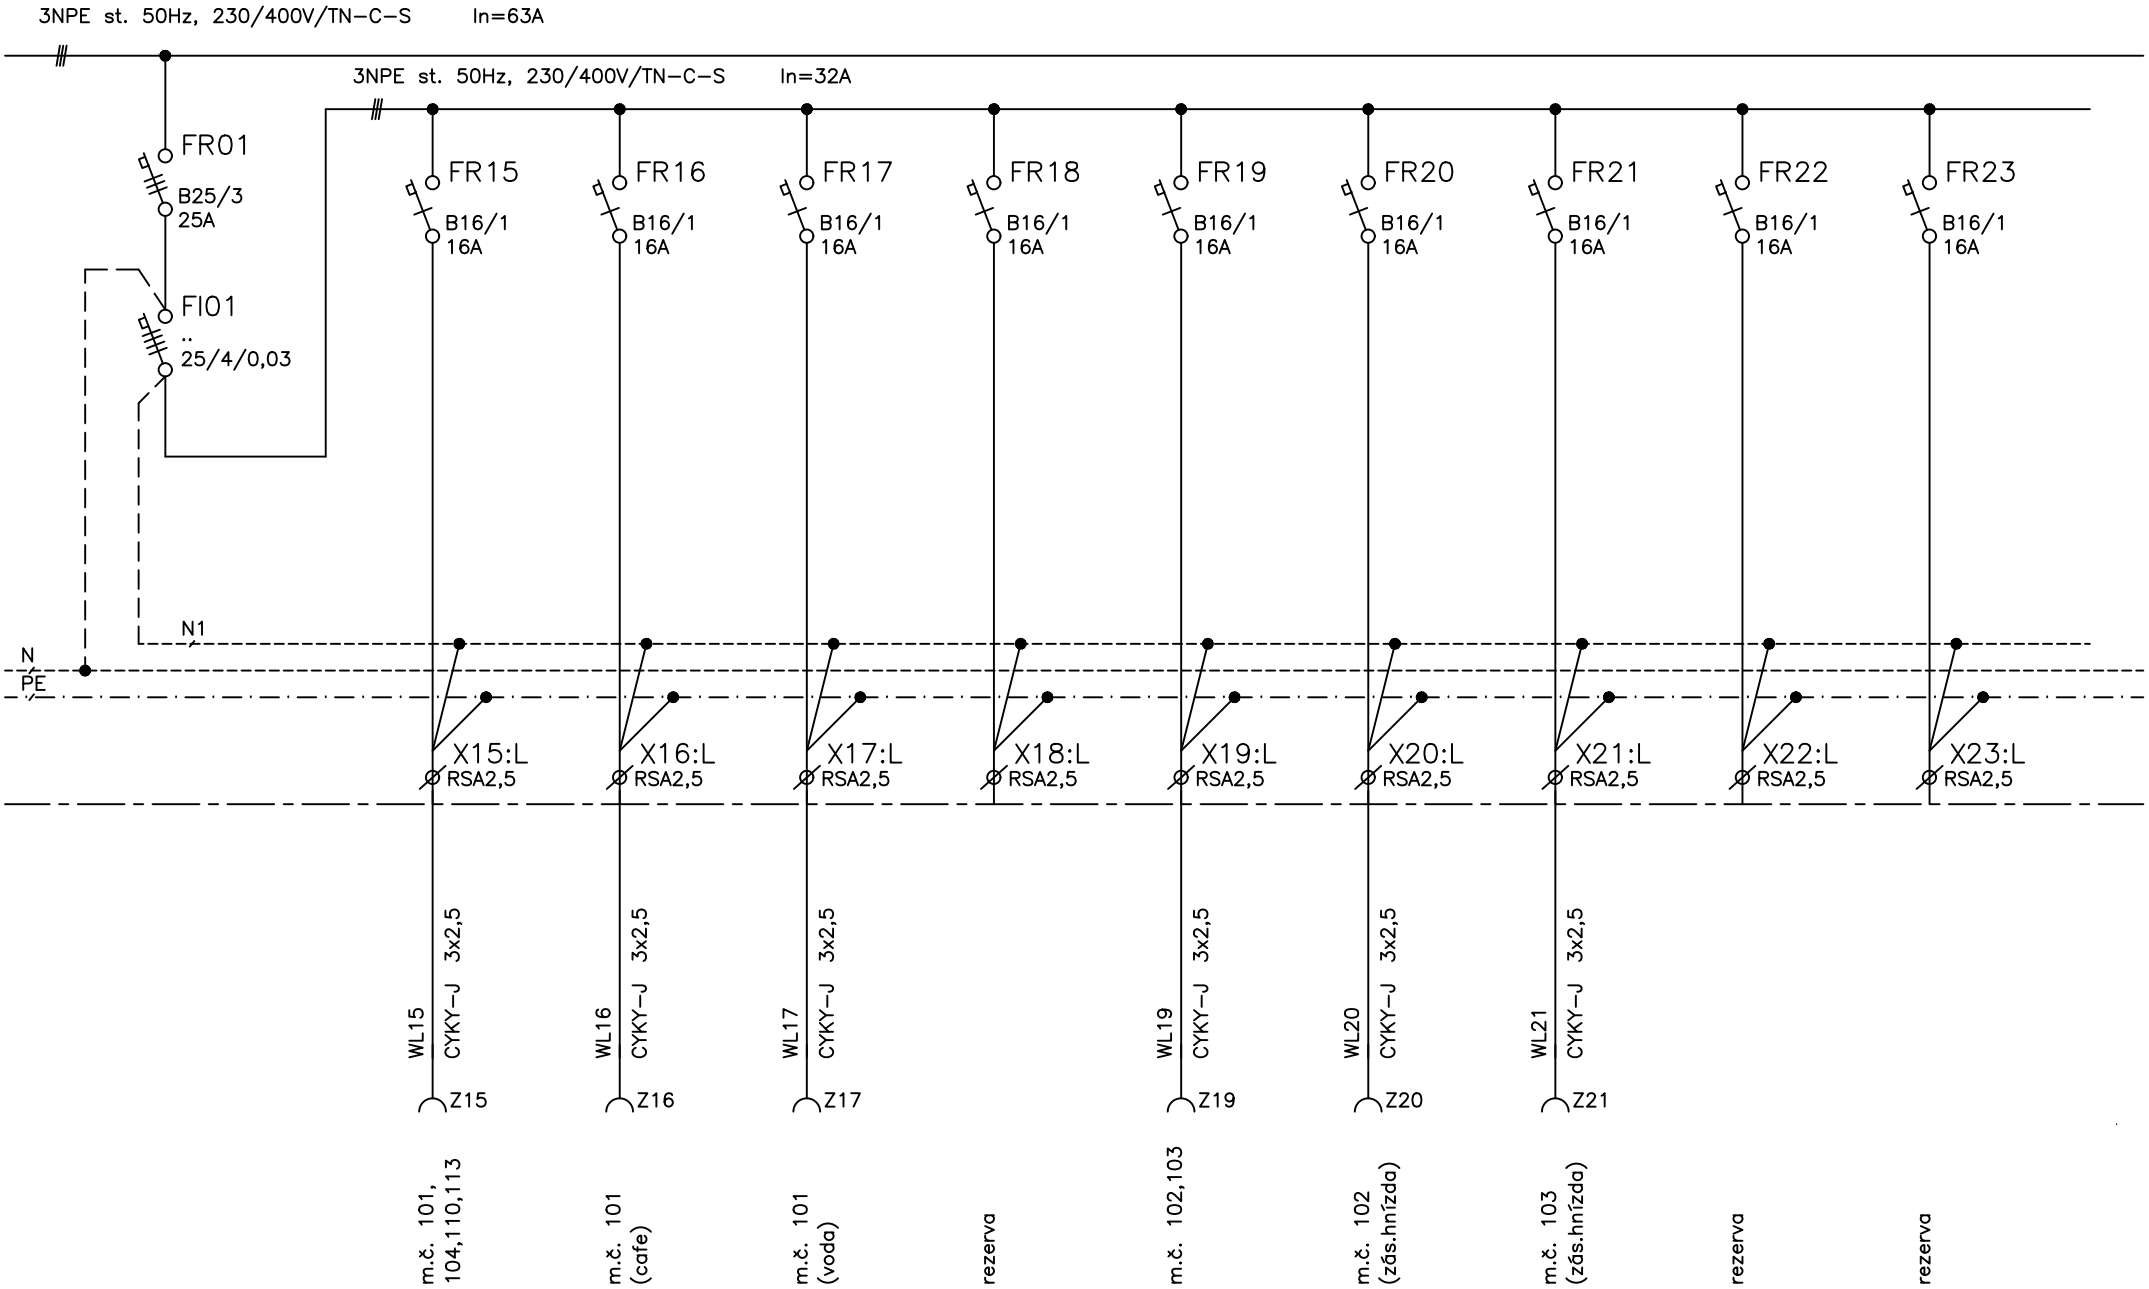 3NPE st. 50Hz, 230/400V/TN-C-S In=63A
3NPE st. 50Hz, 230/400V/TN-C-S In=32A
FR01
B25/3
25A
FI01
..
25/4/0,03
FR15
B16/1
16A
FR16
B16/1
16A
FR17
B16/1
16A
FR18
B16/1
16A
FR19
B16/1
16A
FR20
B16/1
16A
FR21
B16/1
16A
FR22
B16/1
16A
FR23
B16/1
16A
N1
N
PE
X15:L
RSA2,5
X16:L
RSA2,5
X17:L
RSA2,5
X18:L
RSA2,5
X19:L
RSA2,5
X20:L
RSA2,5
X21:L
RSA2,5
X22:L
RSA2,5
X23:L
RSA2,5
WL15
CYKY-J 3x2,5
WL16
CYKY-J 3x2,5
WL17
CYKY-J 3x2,5
WL19
CYKY-J 3x2,5
WL20
CYKY-J 3x2,5
WL21
CYKY-J 3x2,5
Z15
Z16
Z17
Z19
Z20
Z21
m.č. 101,
104,110,113
m.č. 101
(cafe)
m.č. 101
(voda)
rezerva
m.č. 102,103
m.č. 102
(zás.hnízda)
m.č. 103
(zás.hnízda)
rezerva
rezerva